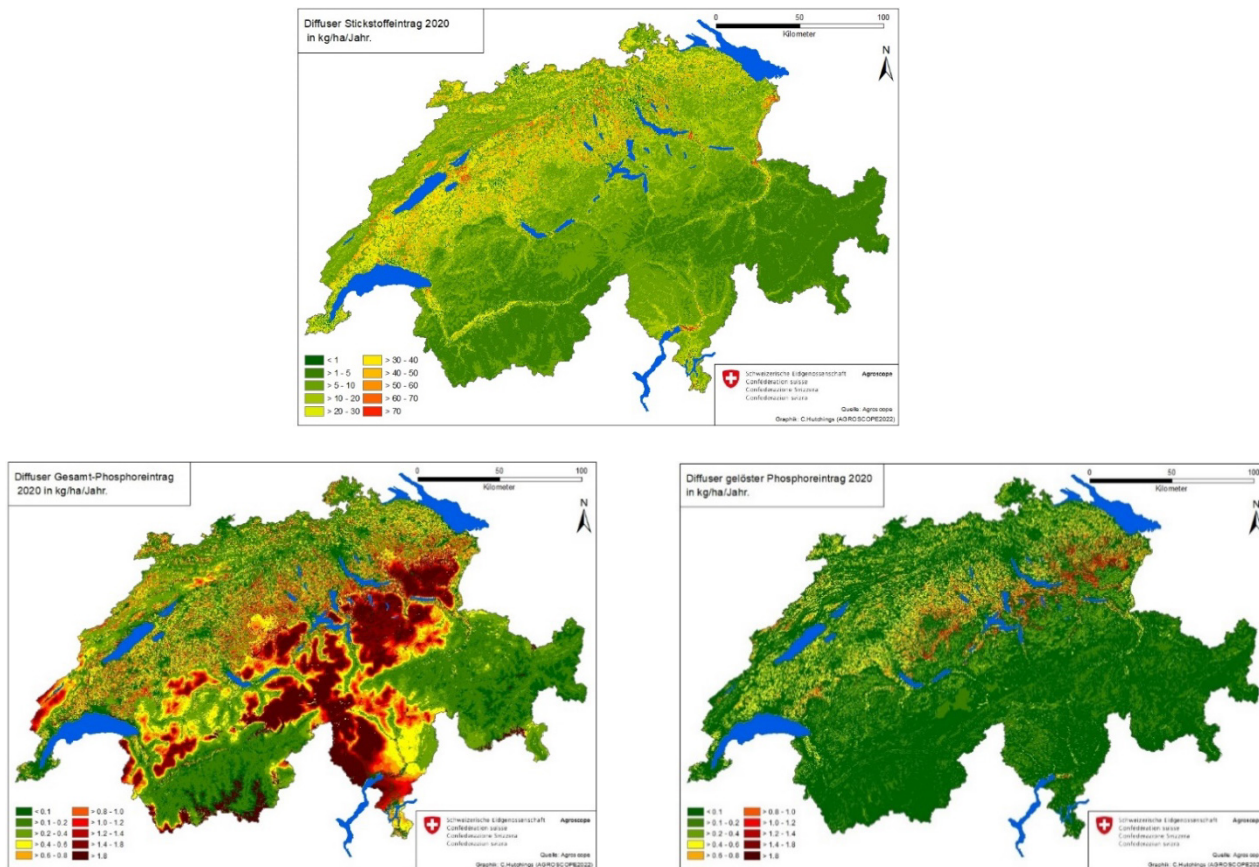 Diffuser Stickstoffeintrag 2020
in kg/ha/Jahr.
0 50 100
Kilometer
N
< 1
> 1 - 5
> 5 - 10
> 10 - 20
> 20 - 30
> 30 - 40
> 40 - 50
> 50 - 60
> 60 - 70
> 70
Schweizerische Eidgenossenschaft
Confédération suisse
Confederazione Svizzera
Confederaziun svizra
Agroscope
Quelle: Agroscope
Graphik: C.Hutchings (AGROSCOPE2022)
Diffuser Gesamt-Phosphoreintrag
2020 in kg/ha/Jahr.
0 50 100
Kilometer
N
< 0.1
> 0.1 - 0.2
> 0.2 - 0.4
> 0.4 - 0.6
> 0.6 - 0.8
> 0.8 - 1.0
> 1.0 - 1.2
> 1.2 - 1.4
> 1.4 - 1.8
> 1.8
Schweizerische Eidgenossenschaft
Confédération suisse
Confederazione Svizzera
Confederaziun svizra
Agroscope
Quelle: Agroscope
Graphik: C.Hutchings (AGROSCOPE2022)
Diffuser gelöster Phosphoreintrag 2020
in kg/ha/Jahr.
0 50 100
Kilometer
N
< 0.1
> 0.1 - 0.2
> 0.2 - 0.4
> 0.4 - 0.6
> 0.6 - 0.8
> 0.8 - 1.0
> 1.0 - 1.2
> 1.2 - 1.4
> 1.4 - 1.8
> 1.8
Schweizerische Eidgenossenschaft
Confédération suisse
Confederazione Svizzera
Confederaziun svizra
Agroscope
Quelle: Agroscope
Graphik: C.Hutchings (AGROSCOPE2022)